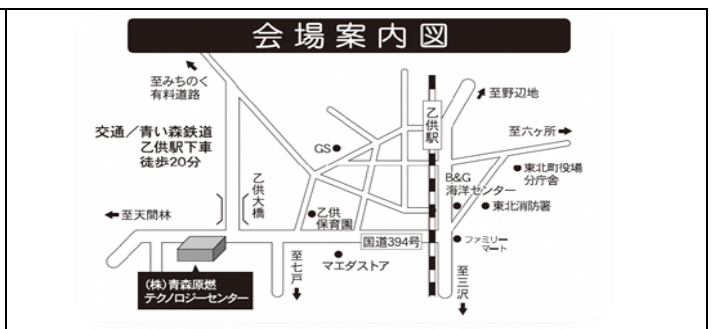 会場案内図
至みちのく
有料道路
至野辺地
乙供駅
至六ヶ所
交通／青い森鉄道
乙供駅下車
徒歩20分
GS
東北町役場
分庁舎
B&G
海洋センター
乙供大橋
東北消防署
至天間林
乙供
保育園
国道394号
ファミリー
マート
至七戸
マエダストア
至三沢
(株)青森原燃
テクノロジーセンター